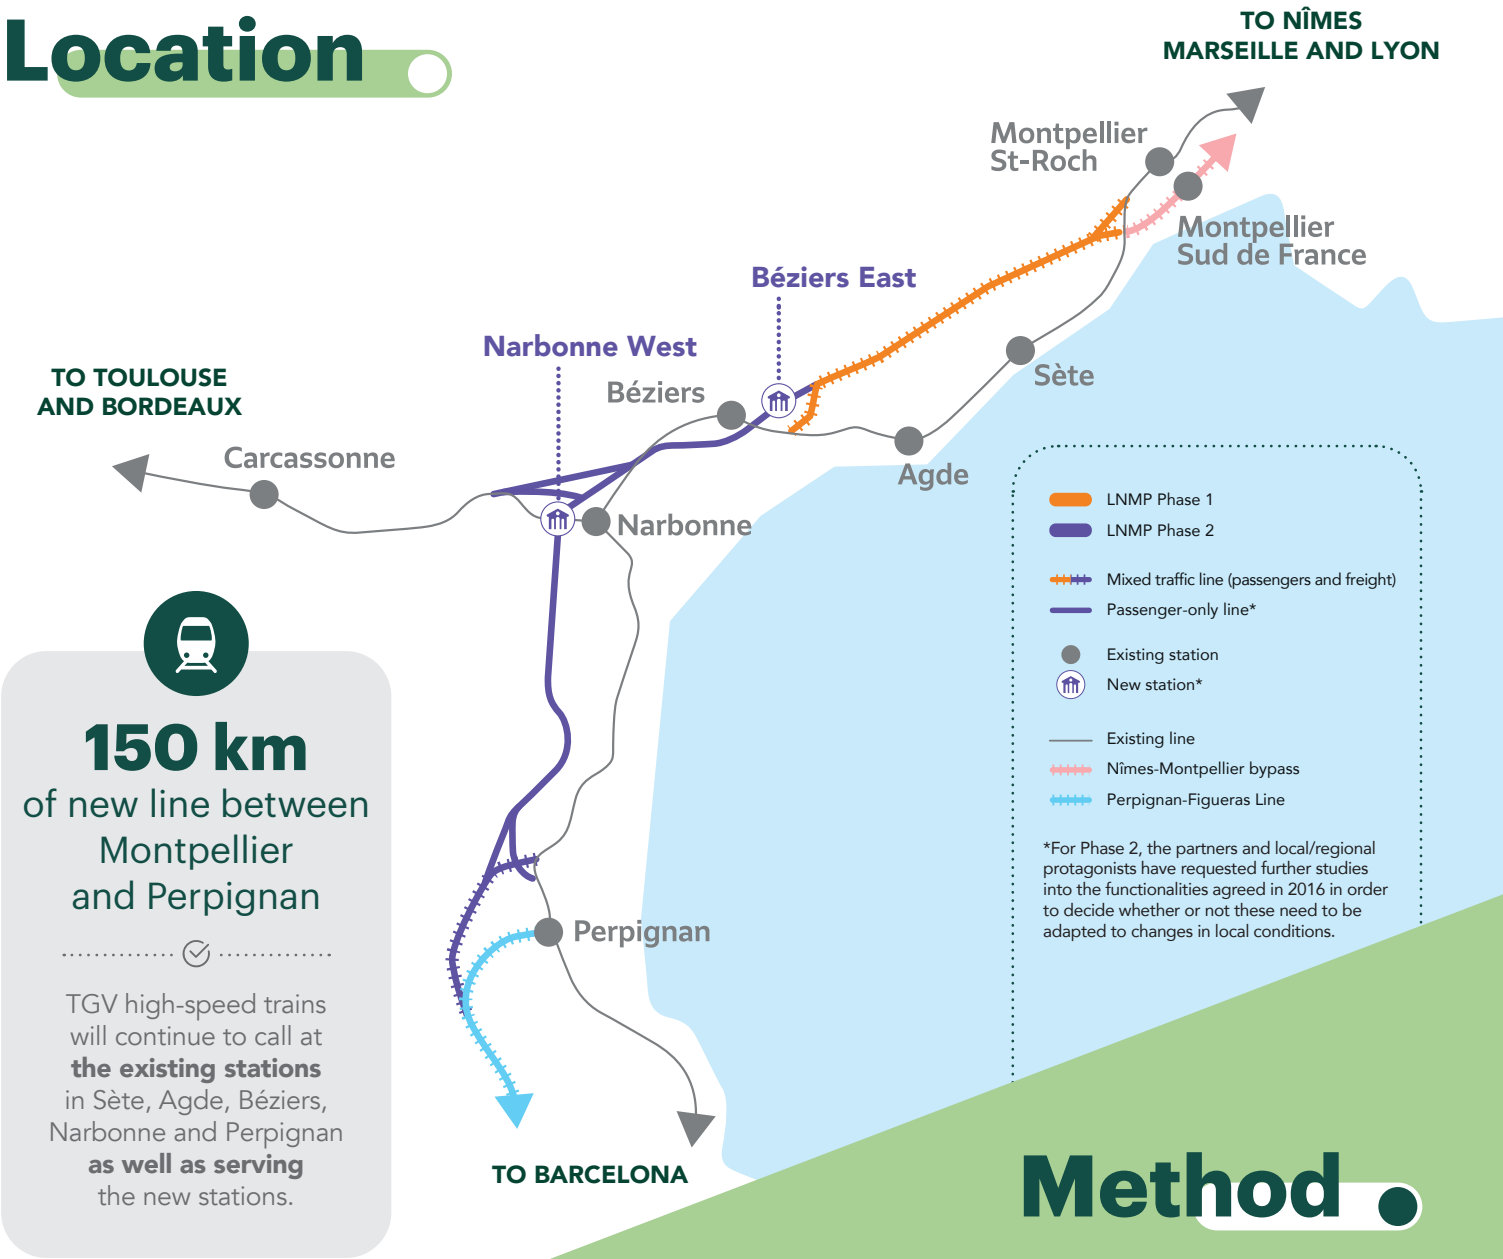 Location
TO NÎMES
MARSEILLE AND LYON
Montpellier
St-Roch
Montpellier
Sud de France
Béziers East
Narbonne West
Béziers
Sète
TO TOULOUSE
AND BORDEAUX
Carcassonne
Agde
Narbonne
LNMP Phase 1
LNMP Phase 2
Mixed traffic line (passengers and freight)
Passenger-only line*
Existing station
New station*
Existing line
Nîmes-Montpellier bypass
Perpignan-Figueras Line
*For Phase 2, the partners and local/regional
protagonists have requested further studies
into the functionalities agreed in 2016 in order
to decide whether or not these need to be
adapted to changes in local conditions.
150 km
of new line between
Montpellier
and Perpignan
TGV high-speed trains
will continue to call at
the existing stations
in Sète, Agde, Béziers,
Narbonne and Perpignan
as well as serving
the new stations.
Perpignan
TO BARCELONA
Method